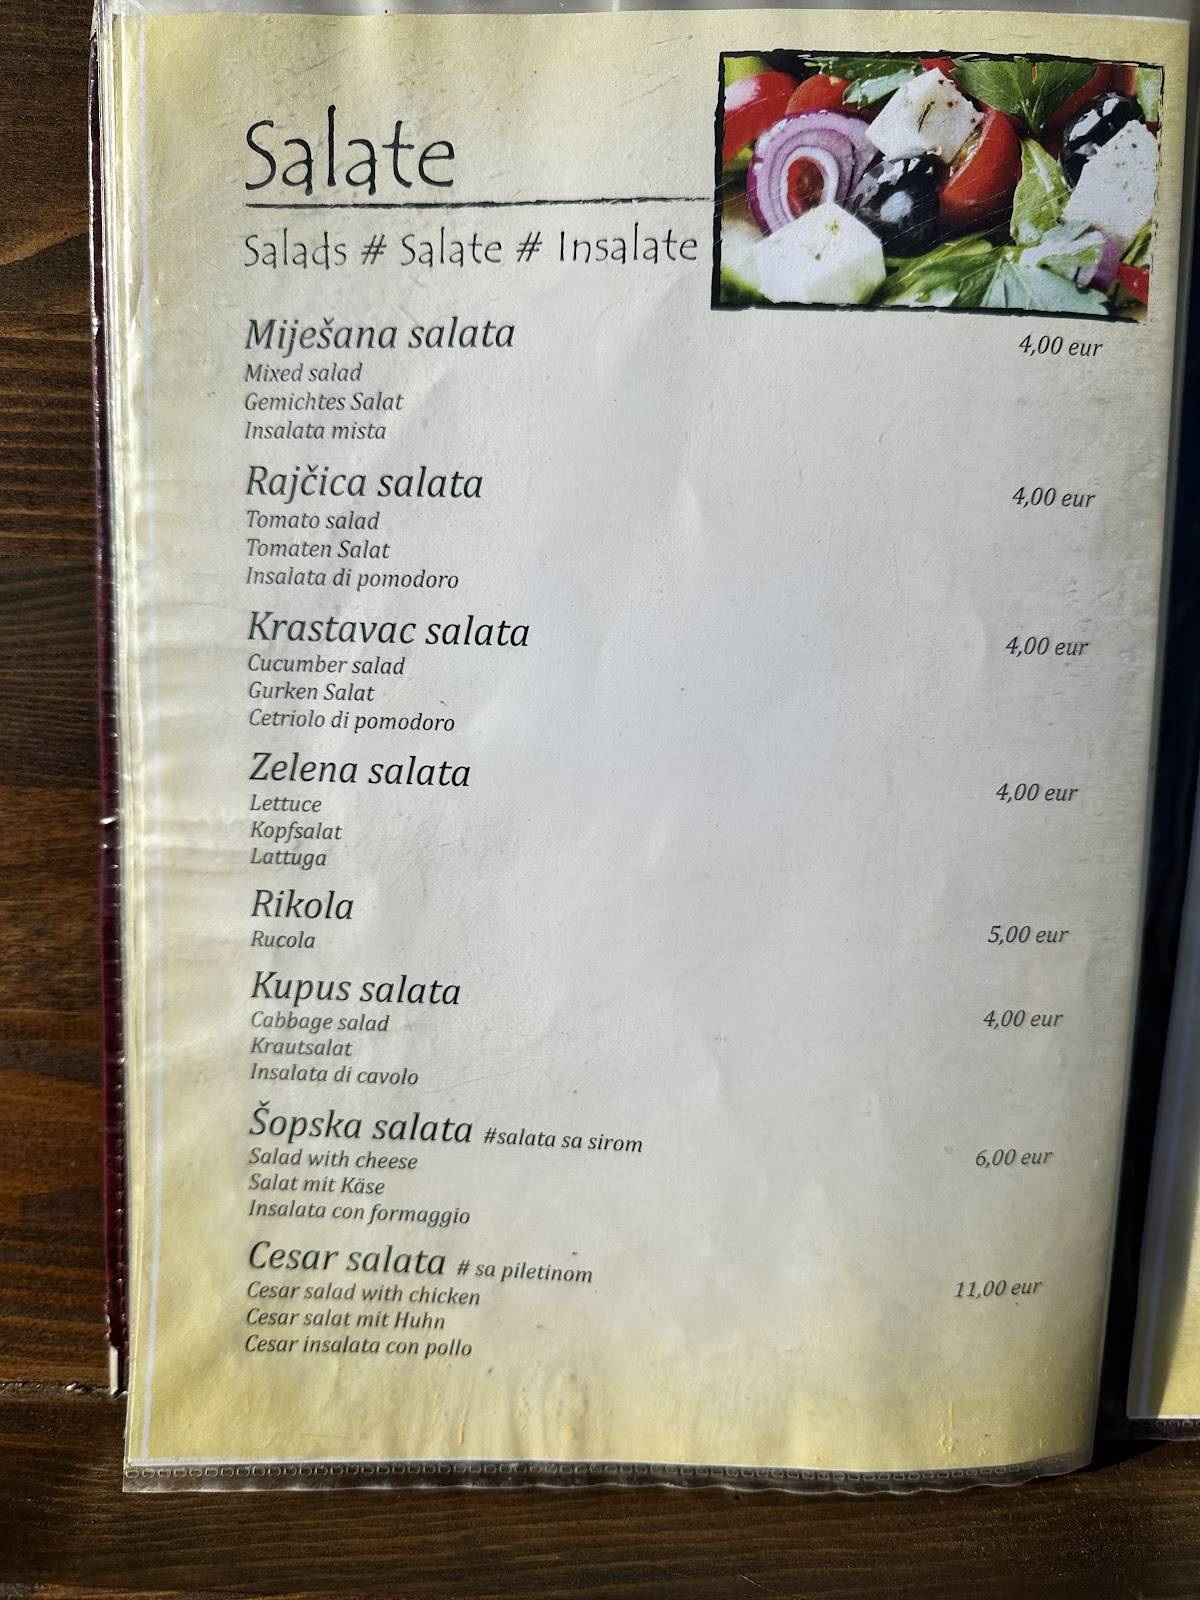 Salate
Salads # Salate # Insalate
Miješana salata 4,00 eur
Mixed salad
Gemichtes Salat
Insalata mista
Rajčica salata 4,00 eur
Tomato salad
Tomaten Salat
Insalata di pomodoro
Krastavac salata 4,00 eur
Cucumber salad
Gurken Salat
Cetriolo di pomodoro
Zelena salata 4,00 eur
Lettuce
Kopfsalat
Lattuga
Rikola 5,00 eur
Rucola
Kupus salata 4,00 eur
Cabbage salad
Krautsalat
Insalata di cavolo
Šopska salata #salata sa sirom 6,00 eur
Salad with cheese
Salat mit Käse
Insalata con formaggio
Cesar salata # sa piletinom 11,00 eur
Cesar salad with chicken
Cesar salat mit Huhn
Cesar insalata con pollo